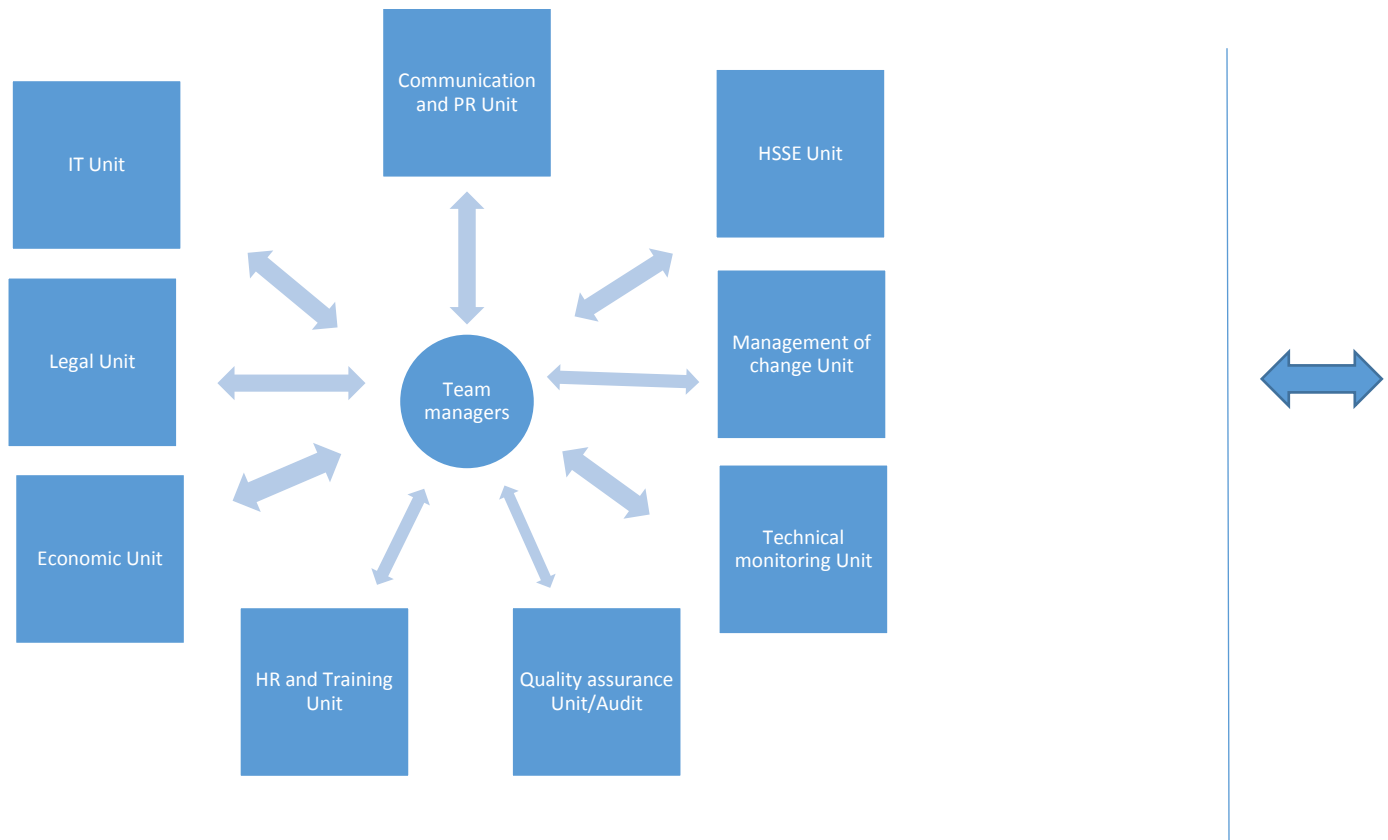 Communication
and PR Unit
IT Unit
HSSE Unit
Legal Unit
Management of
change Unit
Team
managers
Economic Unit
Technical
monitoring Unit
HR and Training
Unit
Quality assurance
Unit/Audit